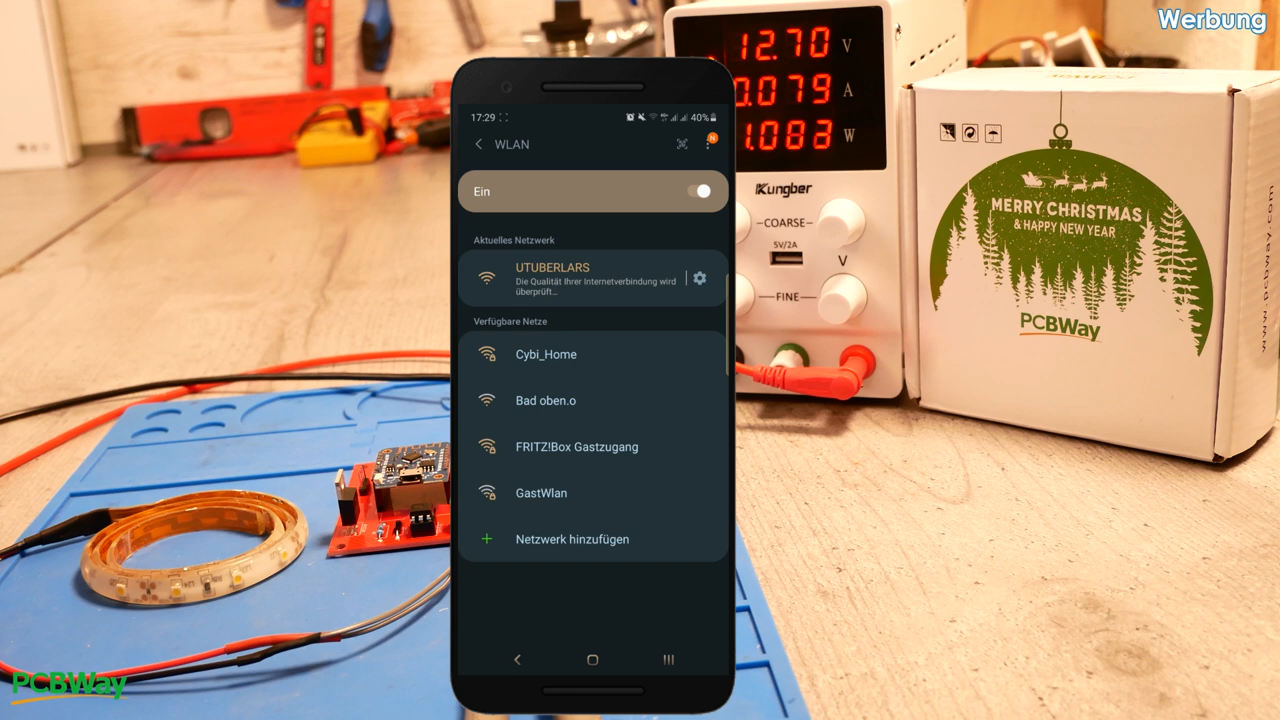 Werbung
12.70 V
0.079 A
1.083 W
Kungber
COARSE
5V/2A
V
FINE
MERRY CHRISTMAS
& HAPPY NEW YEAR
PCBWay
www.pcbway.com
17:29
40%
WLAN
N
Ein
Aktuelles Netzwerk
UTUBERLARS
Die Qualität Ihrer Internetverbindung wird
überprüft...
Verfügbare Netze
Cybi_Home
Bad oben.o
FRITZ!Box Gastzugang
GastWlan
Netzwerk hinzufügen
PCBWay